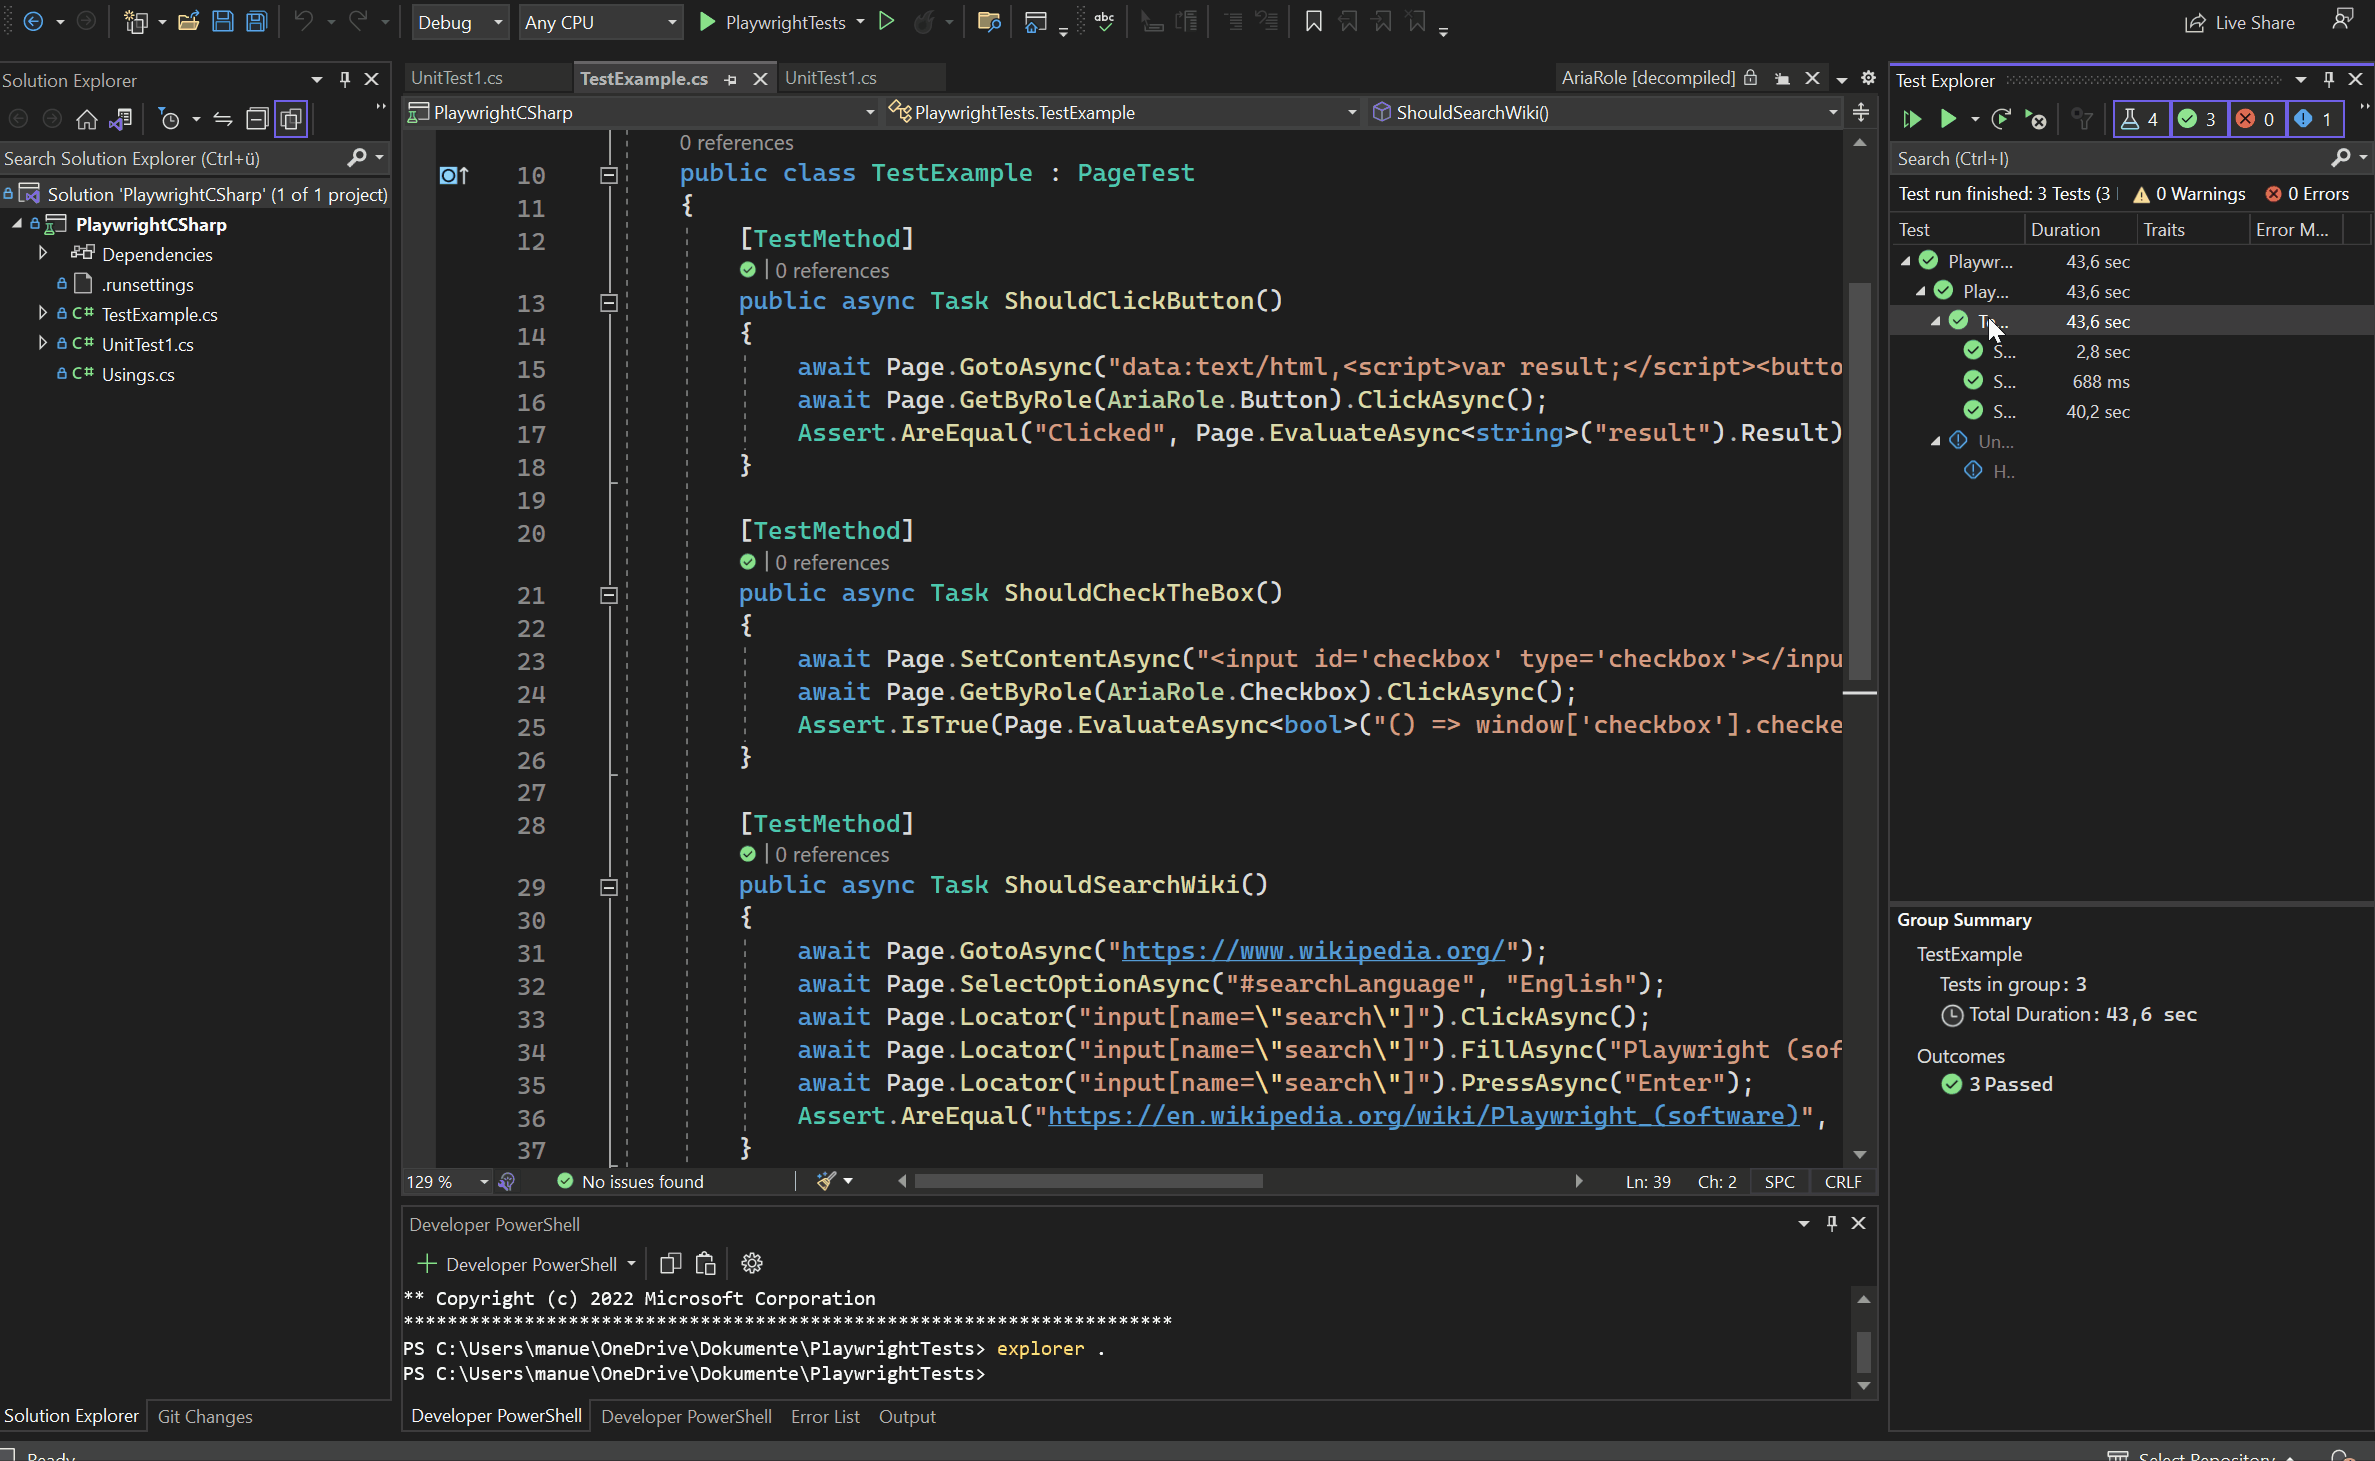 Debug
Any CPU
PlaywrightTests
abc
Live Share
Solution Explorer
Search Solution Explorer (Ctrl+ü)
Solution 'PlaywrightCSharp' (1 of 1 project)
PlaywrightCSharp
Dependencies
.runsettings
C# TestExample.cs
C# UnitTest1.cs
C# Usings.cs
Solution Explorer
Git Changes
UnitTest1.cs
TestExample.cs
UnitTest1.cs
AriaRole [decompiled]
PlaywrightCSharp
PlaywrightTests.TestExample
ShouldSearchWiki()
0 references
10 public class TestExample : PageTest
11 {
12 [TestMethod]
0 references
13 public async Task ShouldClickButton()
14 {
15 await Page.GotoAsync("data:text/html,<script>var result;</script><butto
16 await Page.GetByRole(AriaRole.Button).ClickAsync();
17 Assert.AreEqual("Clicked", Page.EvaluateAsync<string>("result").Result)
18 }
19
20 [TestMethod]
0 references
21 public async Task ShouldCheckTheBox()
22 {
23 await Page.SetContentAsync("<input id='checkbox' type='checkbox'></inpu
24 await Page.GetByRole(AriaRole.Checkbox).ClickAsync();
25 Assert.IsTrue(Page.EvaluateAsync<bool>("() => window['checkbox'].checke
26 }
27
28 [TestMethod]
0 references
29 public async Task ShouldSearchWiki()
30 {
31 await Page.GotoAsync("https://www.wikipedia.org/");
32 await Page.SelectOptionAsync("#searchLanguage", "English");
33 await Page.Locator("input[name=\"search\"]").ClickAsync();
34 await Page.Locator("input[name=\"search\"]").FillAsync("Playwright (sof
35 await Page.Locator("input[name=\"search\"]").PressAsync("Enter");
36 Assert.AreEqual("https://en.wikipedia.org/wiki/Playwright_(software)",
37 }
129 %
No issues found
Ln: 39
Ch: 2
SPC
CRLF
Developer PowerShell
Developer PowerShell
** Copyright (c) 2022 Microsoft Corporation
**********************************************************************
PS C:\Users\manue\OneDrive\Dokumente\PlaywrightTests> explorer .
PS C:\Users\manue\OneDrive\Dokumente\PlaywrightTests>
Developer PowerShell
Developer PowerShell
Error List
Output
Test Explorer
4
3
0
1
Search (Ctrl+I)
Test run finished: 3 Tests (3
0 Warnings
0 Errors
Test Duration Traits Error M...
Playwr... 43,6 sec
Play... 43,6 sec
43,6 sec
S... 2,8 sec
S... 688 ms
S... 40,2 sec
Un...
H..
Group Summary
TestExample
Tests in group: 3
Total Duration: 43,6 sec
Outcomes
3 Passed
Ready
Select Repository